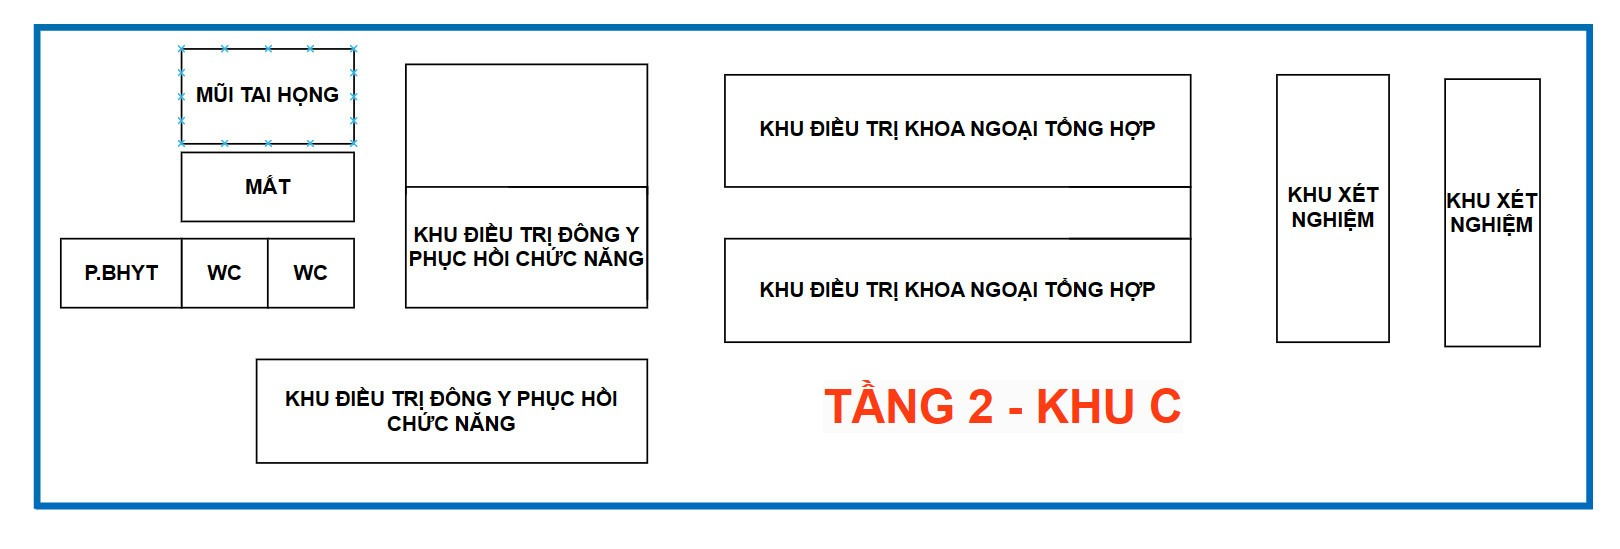 MŨI TAI HỌNG
MẮT
P.BHYT
WC
WC
KHU ĐIỀU TRỊ ĐÔNG Y
PHỤC HỒI CHỨC NĂNG
KHU ĐIỀU TRỊ ĐÔNG Y PHỤC HỒI
CHỨC NĂNG
KHU ĐIỀU TRỊ KHOA NGOẠI TỔNG HỢP
KHU ĐIỀU TRỊ KHOA NGOẠI TỔNG HỢP
KHU XÉT
NGHIỆM
KHU XÉT
NGHIỆM
TẦNG 2 - KHU C